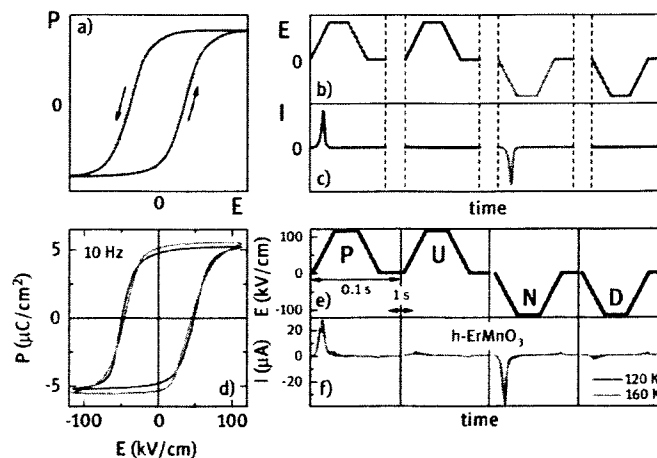 P
a)
0
0
E
E
0
b)
I
0
c)
time
P (μC/cm²)
5
0
-5
10 Hz
d)
-100
0
100
E (kV/cm)
E (kV/cm)
100
0
-100
P
U
N
D
0.1 s
1 s
e)
I (μA)
20
0
-20
h-ErMnO₃
f)
120 K
160 K
time